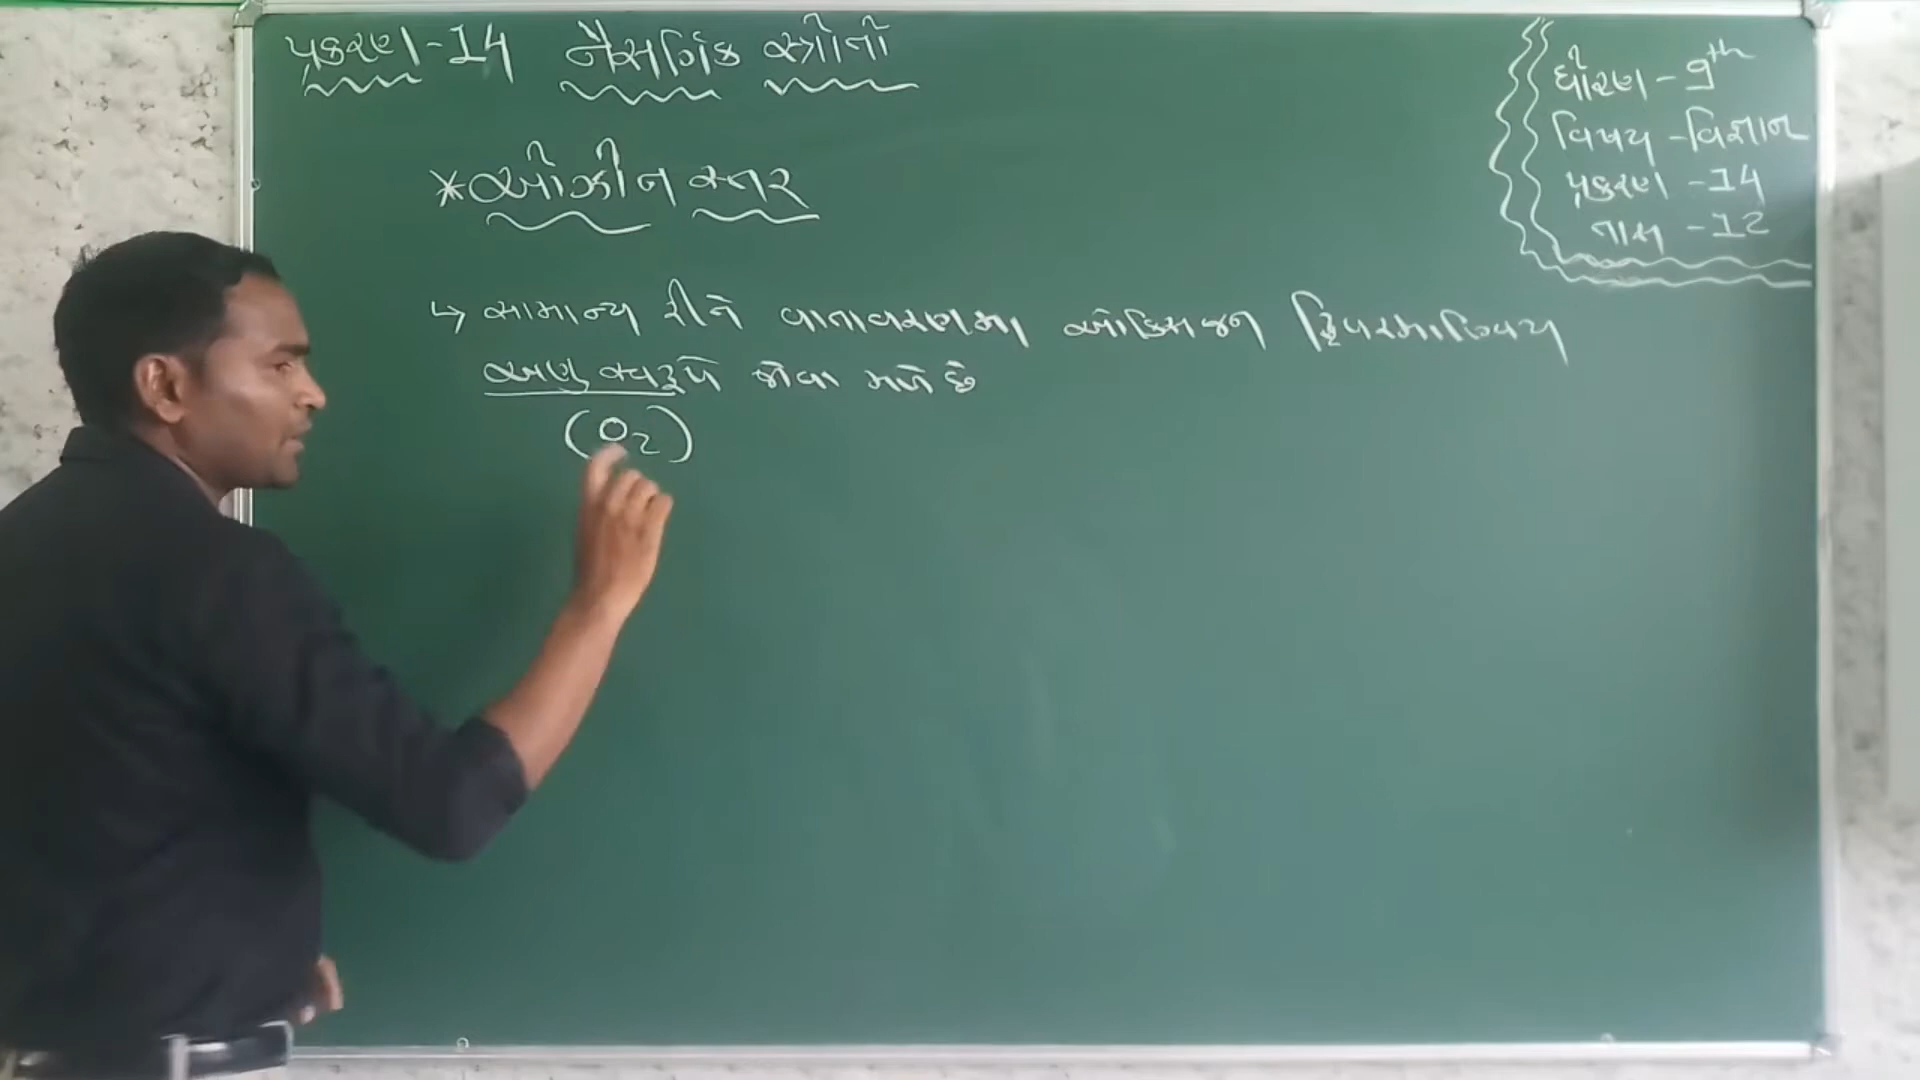 પ્રકરણ-14 નૈસર્ગિક સ્ત્રોતો
ધોરણ - 9th
વિષય - વિજ્ઞાન
પ્રકરણ - 14
તાસ - 12
*ઓઝોન સ્તર
↳ સામાન્ય રીતે વાતાવરણમા ઓક્સિજન દ્વિપરમાણ્વિય
અણુ સ્વરૂપે જોવા મળે છે
(O₂)